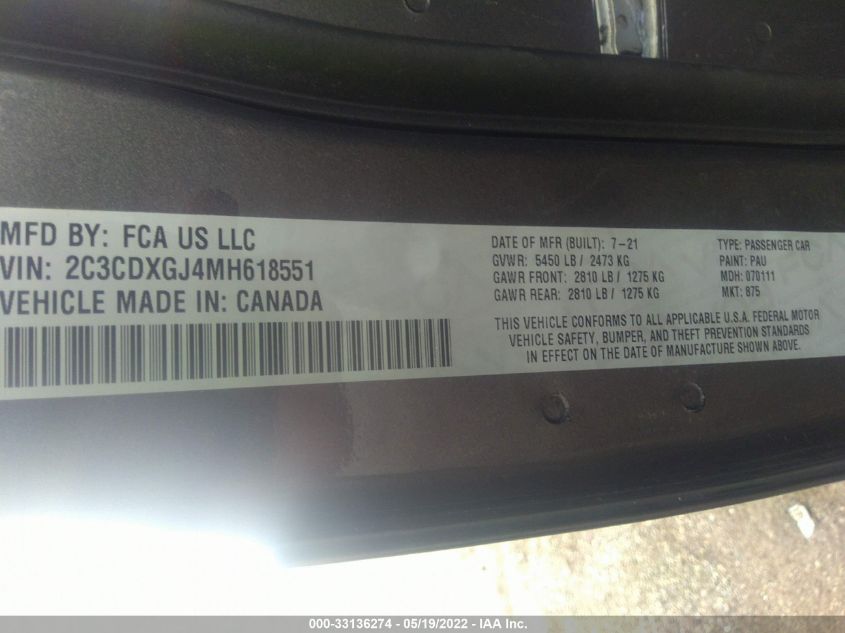 MFD BY: FCA US LLC
VIN: 2C3CDXGJ4MH618551
VEHICLE MADE IN: CANADA
DATE OF MFR (BUILT): 7-21
GVWR: 5450 LB / 2473 KG
GAWR FRONT: 2810 LB / 1275 KG
GAWR REAR: 2810 LB / 1275 KG
TYPE: PASSENGER CAR
PAINT: PAU
MDH: 070111
MKT: 875
THIS VEHICLE CONFORMS TO ALL APPLICABLE U.S.A. FEDERAL MOTOR
VEHICLE SAFETY, BUMPER, AND THEFT PREVENTION STANDARDS
IN EFFECT ON THE DATE OF MANUFACTURE SHOWN ABOVE.
000-33136274 - 05/19/2022 - IAA Inc.